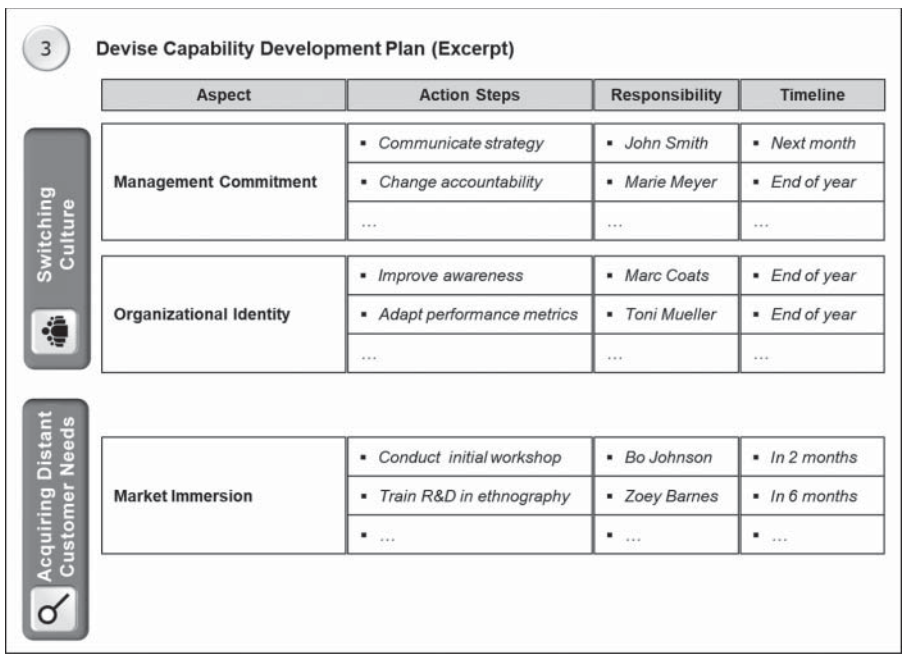 3
Devise Capability Development Plan (Excerpt)
Aspect Action Steps Responsibility Timeline
Switching
Culture
Management Commitment
▪ Communicate strategy ▪ John Smith ▪ Next month
▪ Change accountability ▪ Marie Meyer ▪ End of year
… … …
Organizational Identity
▪ Improve awareness ▪ Marc Coats ▪ End of year
▪ Adapt performance metrics ▪ Toni Mueller ▪ End of year
… … …
Acquiring Distant
Customer Needs
Market Immersion
▪ Conduct initial workshop ▪ Bo Johnson ▪ In 2 months
▪ Train R&D in ethnography ▪ Zoey Barnes ▪ In 6 months
▪ … ▪ … ▪ …